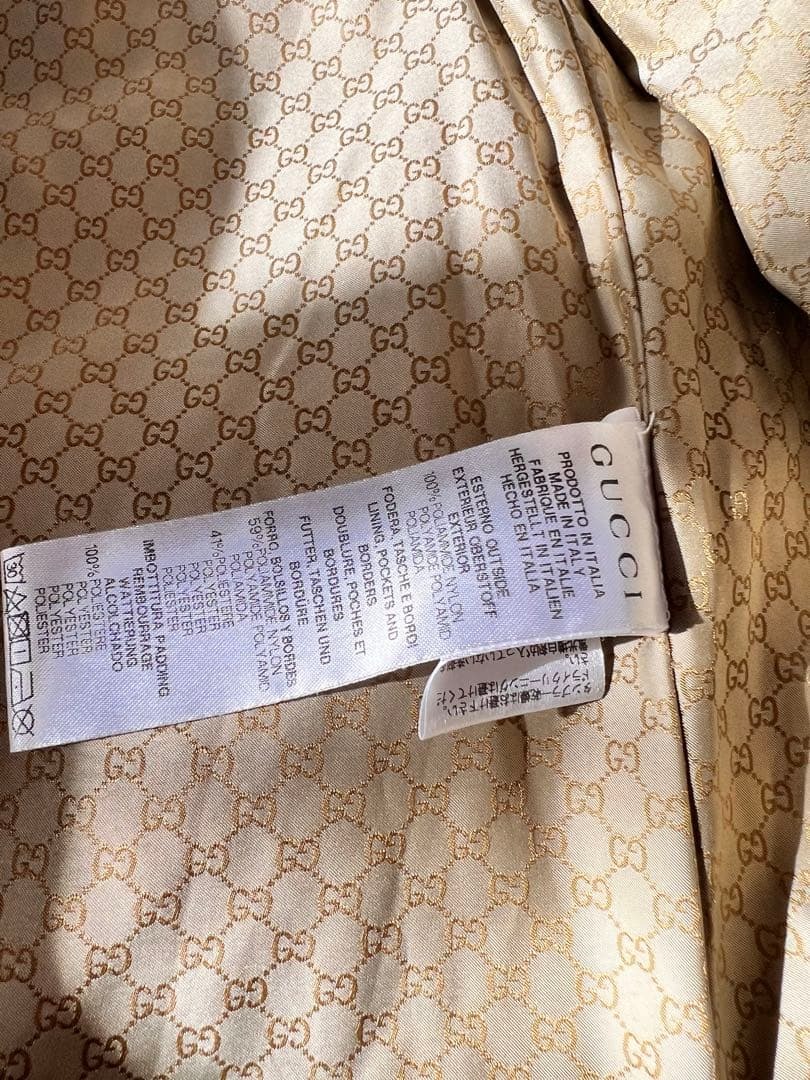 GUCCI
PRODOTTO IN ITALIA
MADE IN ITALY
FABRIQUE EN ITALIE
HERGESTELLT IN ITALIEN
HECHO EN ITALIA
ESTERNO OUTSIDE
EXTERIEUR OBERSTOFF
EXTERIOR
100% POLIAMMIDE NYLON
POLYAMIDE POLYAMID
POLIAMIDA
FODERA, TASCHE E BORDI
LINING, POCKETS AND
BORDERS
DOUBLURE, POCHES ET
BORDURES
FUTTER, TASCHEN UND
BORDURE
FORRO, BOLSILLOS Y BORDES
59% POLIAMMIDE NYLON
POLYAMIDE POLYAMID
POLIAMIDA
41% POLIESTERE
POLYESTER
POLYESTER
POLYESTER
POLIESTER
IMBOTTITURA PADDING
REMBOURRAGE
WATTIERUNG
ALCOLCHADO
100% POLIESTERE
POLYESTER
POLYESTER
POLYESTER
POLIESTER
30